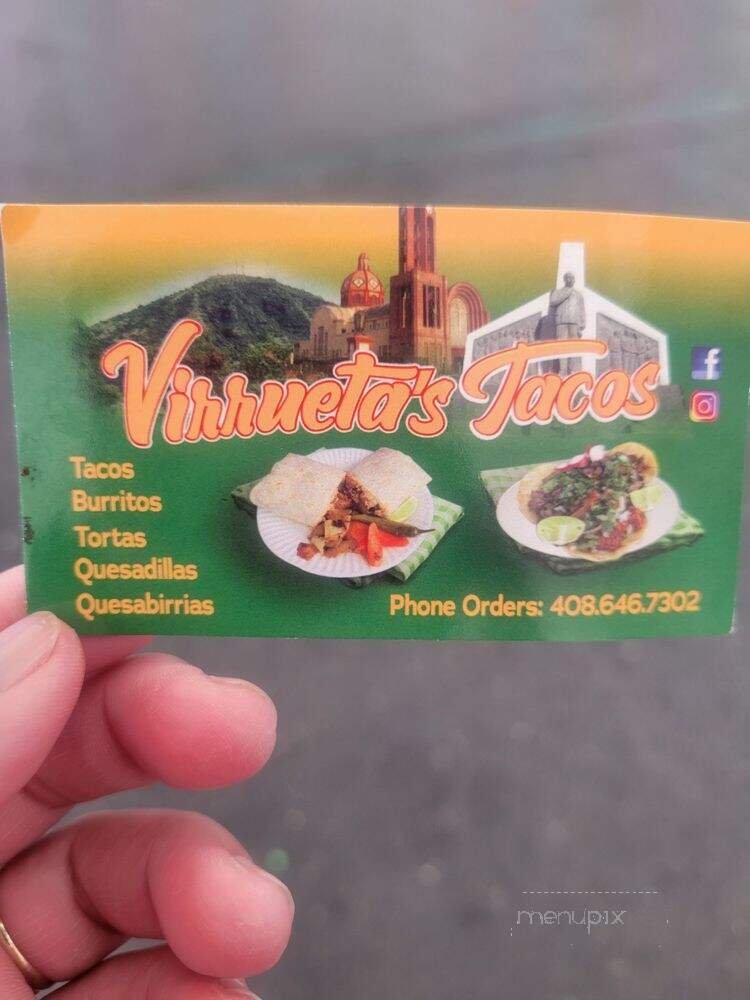 Virrueta's Tacos
Tacos
Burritos
Tortas
Quesadillas
Quesabirrias
Phone Orders: 408.646.7302
menupix